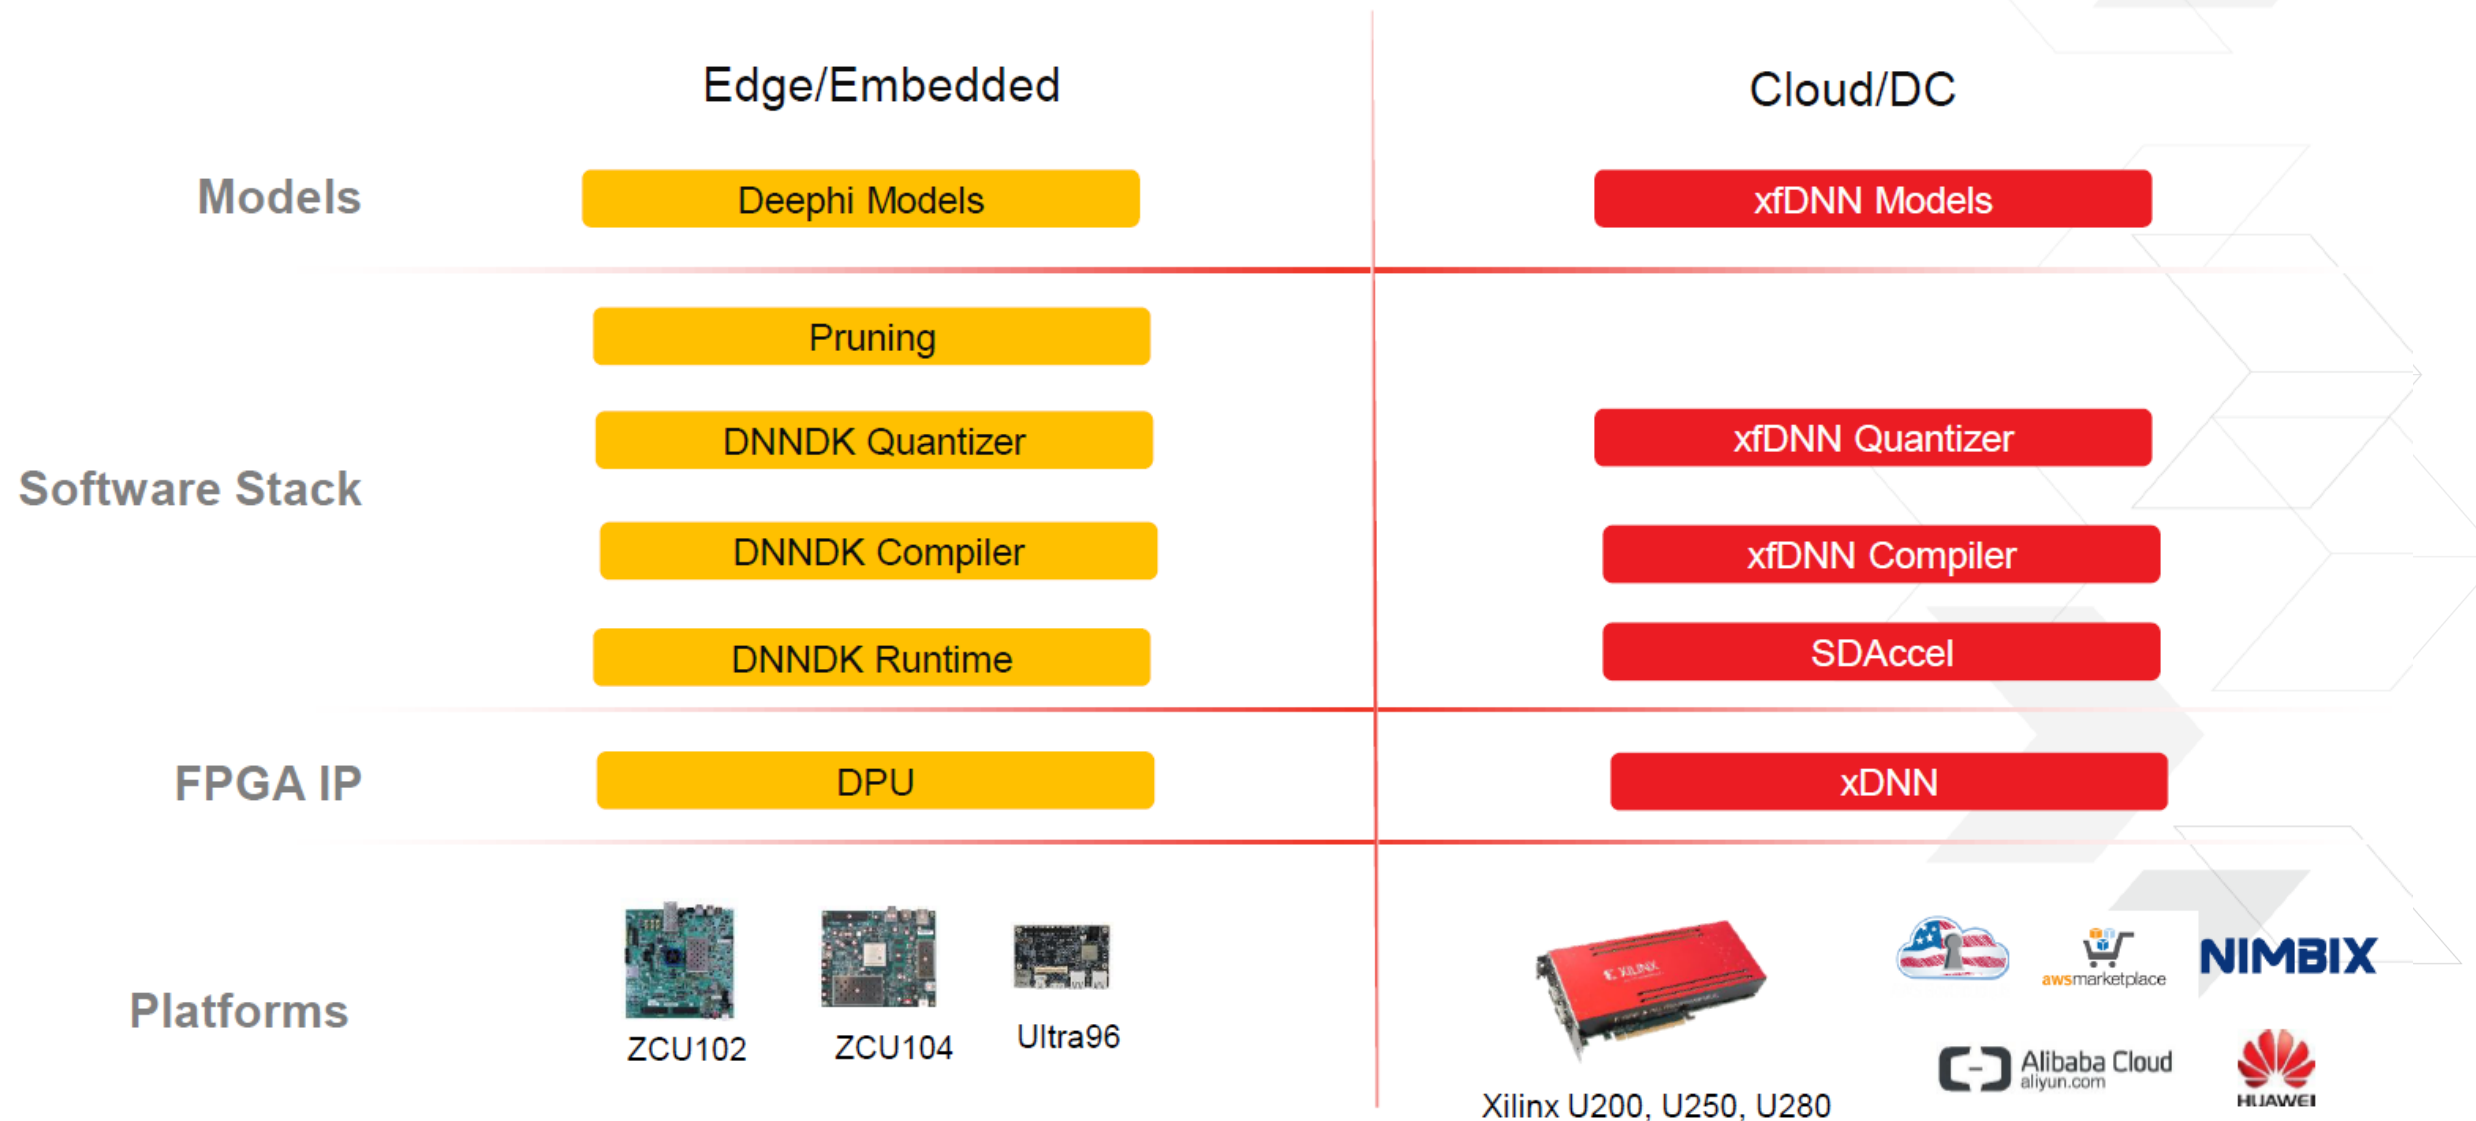 Edge/Embedded
Cloud/DC
Models
Deephi Models
xfDNN Models
Software Stack
Pruning
DNNDK Quantizer
xfDNN Quantizer
DNNDK Compiler
xfDNN Compiler
DNNDK Runtime
SDAccel
FPGA IP
DPU
xDNN
Platforms
ZCU102
ZCU104
Ultra96
XILINX
Xilinx U200, U250, U280
awsmarketplace
NIMBIX
Alibaba Cloud
aliyun.com
HUAWEI